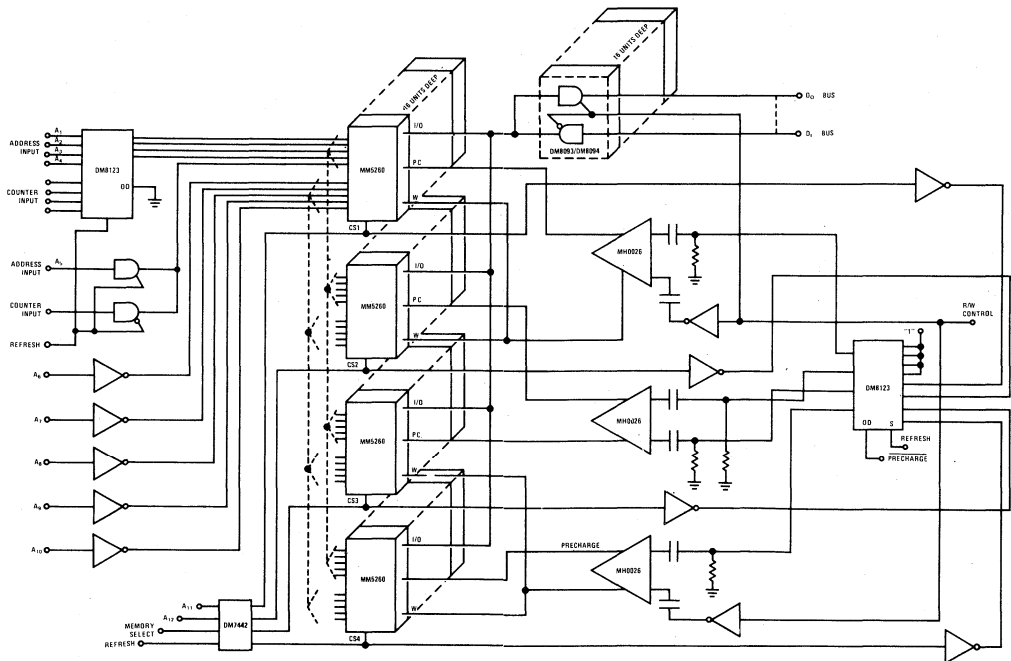 16 UNITS DEEP
16 UNITS DEEP
I/O
D0 BUS
A1
A2
A3
A4
ADDRESS
INPUT
DM8123
MM5260
DI BUS
DM8093/DM8094
OD
PC
COUNTER
INPUT
W
CS1
ADDRESS
INPUT
A5
MH0026
I/O
COUNTER
INPUT
MM5260
PC
R/W
CONTROL
REFRESH
"1"
W
A6
CS2
DM8123
I/O
A7
MM5260
MH0026
OD
S
PC
REFRESH
PRECHARGE
A8
W
A9
CS3
I/O
A10
PRECHARGE
MM5260
MH0026
A11
A12
W
MEMORY
SELECT
DM7442
REFRESH
CS4